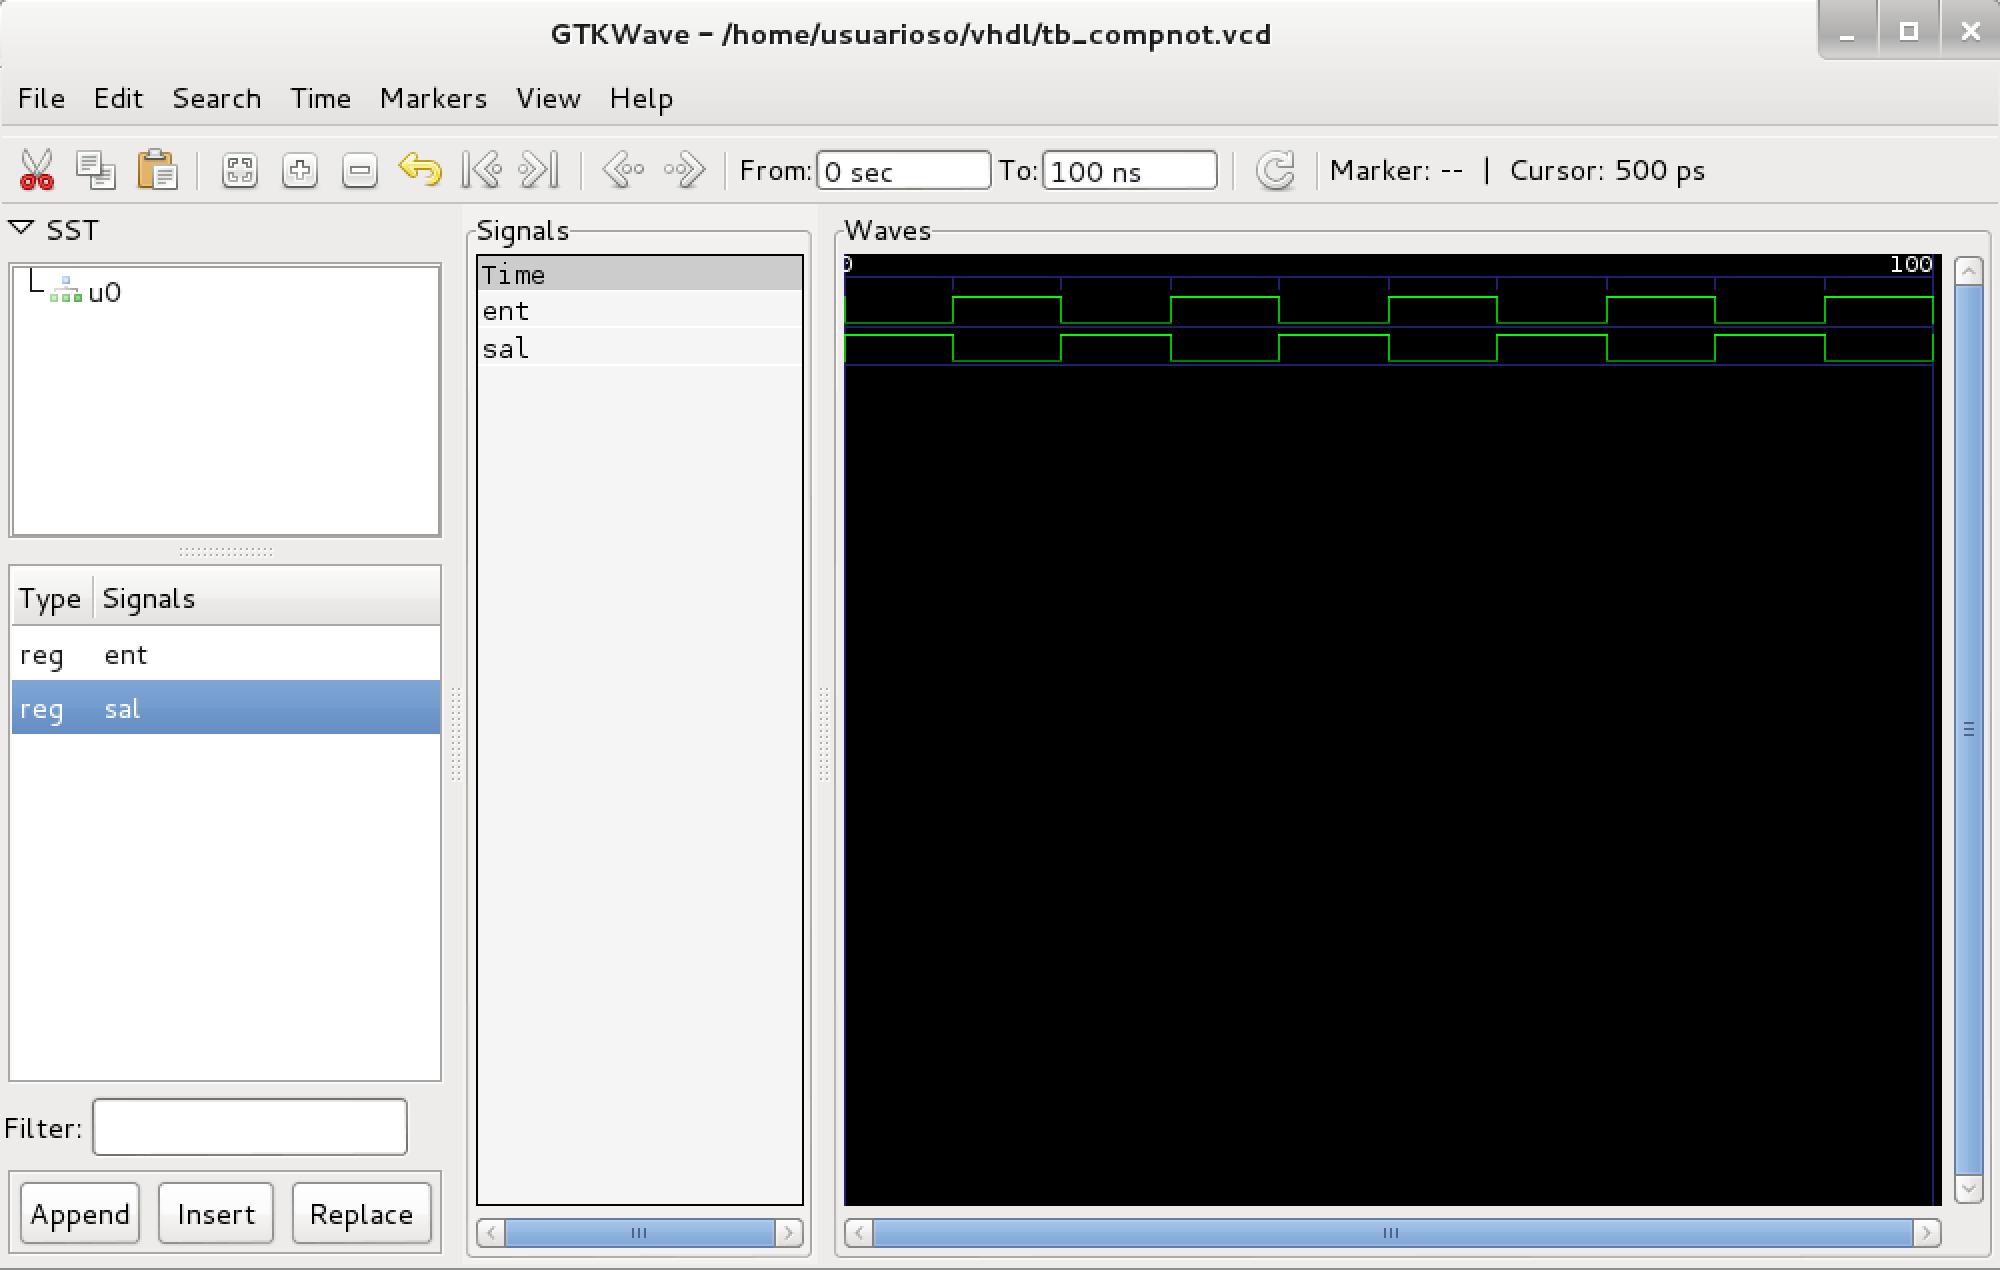 GTKWave - /home/usuarioso/vhdl/tb_compnot.vcd
File Edit Search Time Markers View Help
From: 0 sec To: 100 ns Marker: -- | Cursor: 500 ps
SST
u0
Type Signals
reg ent
reg sal
Filter:
Append Insert Replace
Signals
Time
ent
sal
Waves
0 100